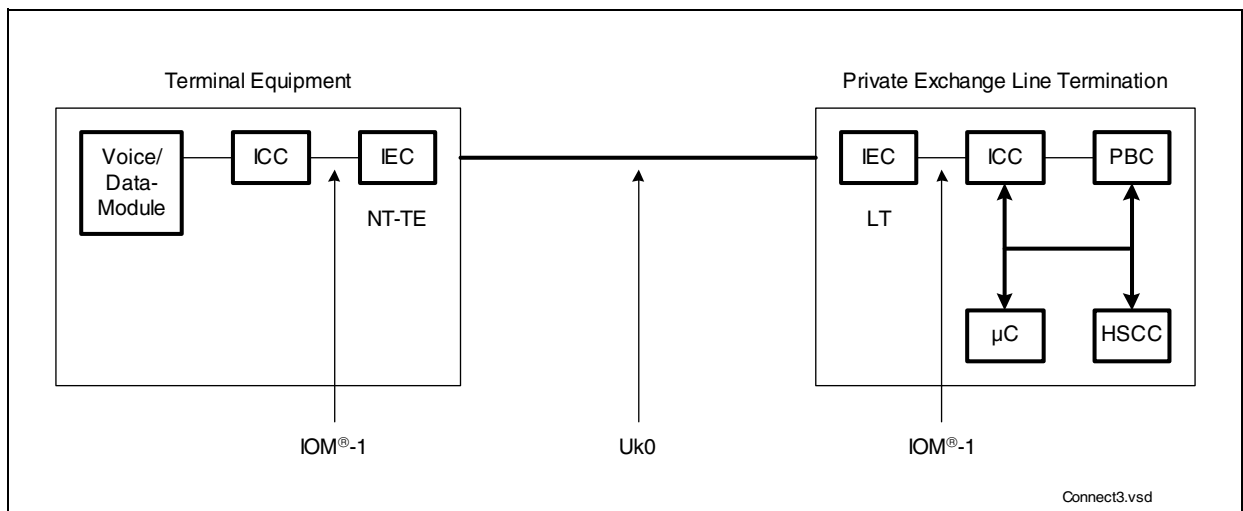 Terminal Equipment
Private Exchange Line Termination
Voice/
Data-
Module
ICC
IEC
NT-TE
IEC
LT
ICC
PBC
µC
HSCC
IOM®-1
Uk0
IOM®-1
Connect3.vsd